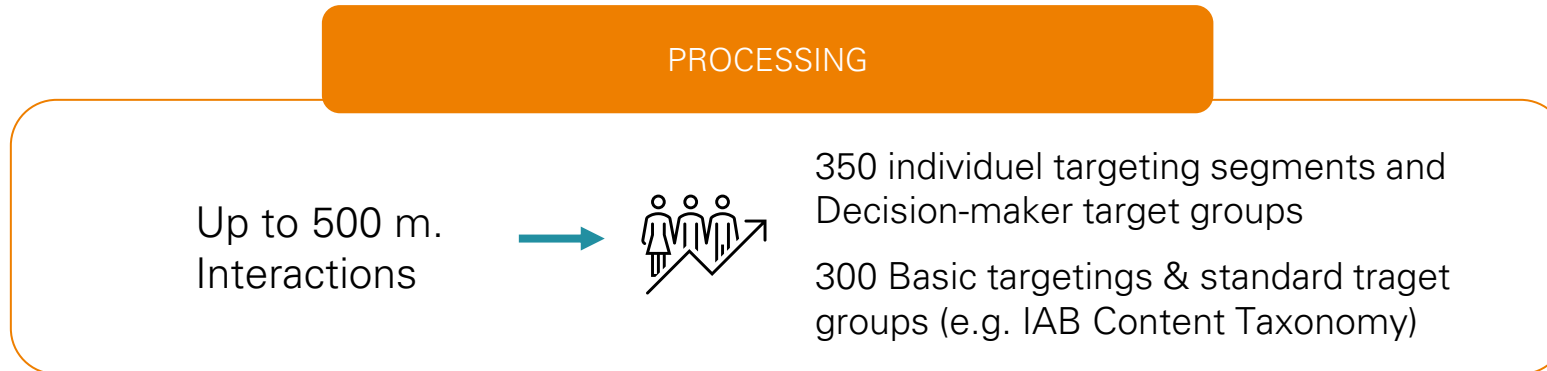 PROCESSING
Up to 500 m.
Interactions
350 individuel targeting segments and
Decision-maker target groups
300 Basic targetings & standard traget
groups (e.g. IAB Content Taxonomy)